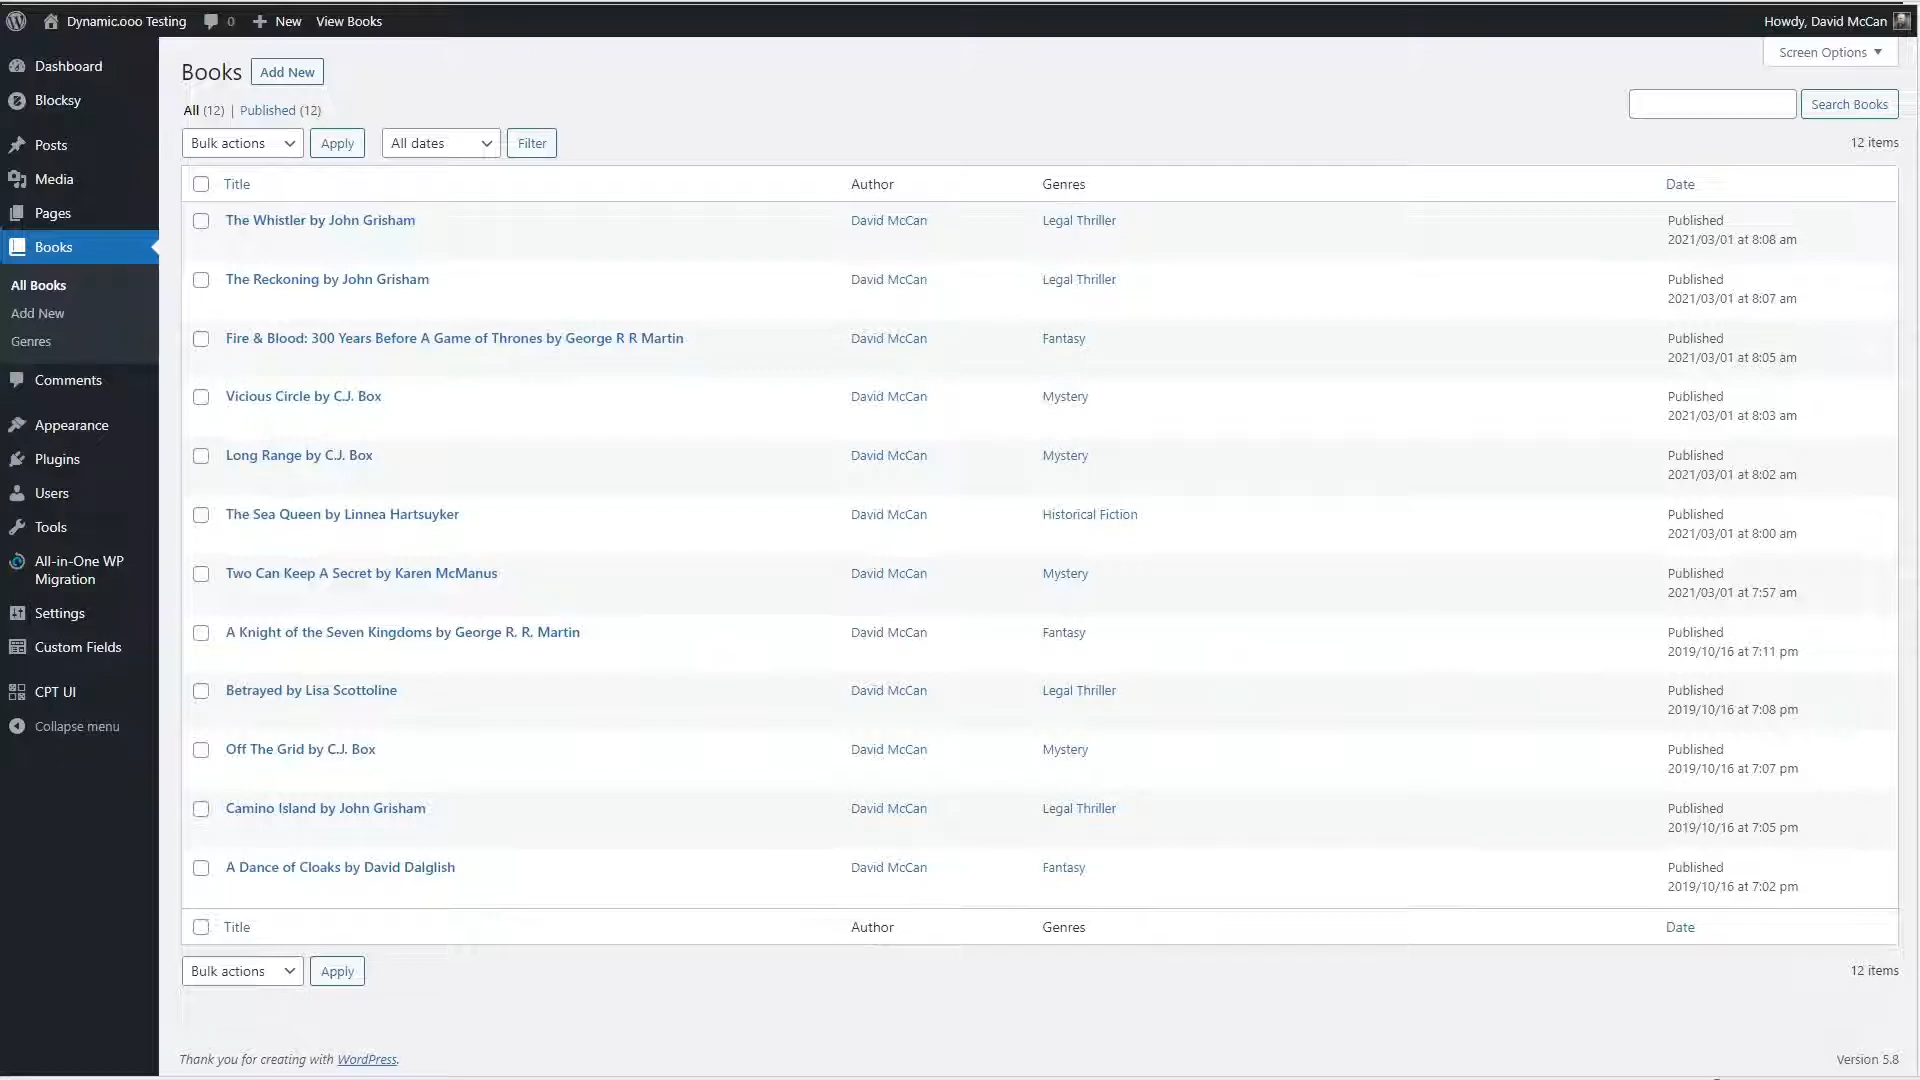 Dynamic.ooo Testing 0 New View Books Howdy, David McCan
Screen Options
Dashboard
Blocksy
Posts
Media
Pages
Books
All Books
Add New
Genres
Comments
Appearance
Plugins
Users
Tools
All-in-One WP
Migration
Settings
Custom Fields
CPT UI
Collapse menu
Books Add New
All (12) | Published (12)
Search Books
Bulk actions Apply All dates Filter 12 items
Title Author Genres Date
The Whistler by John Grisham David McCan Legal Thriller Published
2021/03/01 at 8:08 am
The Reckoning by John Grisham David McCan Legal Thriller Published
2021/03/01 at 8:07 am
Fire & Blood: 300 Years Before A Game of Thrones by George R R Martin David McCan Fantasy Published
2021/03/01 at 8:05 am
Vicious Circle by C.J. Box David McCan Mystery Published
2021/03/01 at 8:03 am
Long Range by C.J. Box David McCan Mystery Published
2021/03/01 at 8:02 am
The Sea Queen by Linnea Hartsuyker David McCan Historical Fiction Published
2021/03/01 at 8:00 am
Two Can Keep A Secret by Karen McManus David McCan Mystery Published
2021/03/01 at 7:57 am
A Knight of the Seven Kingdoms by George R. R. Martin David McCan Fantasy Published
2019/10/16 at 7:11 pm
Betrayed by Lisa Scottoline David McCan Legal Thriller Published
2019/10/16 at 7:08 pm
Off The Grid by C.J. Box David McCan Mystery Published
2019/10/16 at 7:07 pm
Camino Island by John Grisham David McCan Legal Thriller Published
2019/10/16 at 7:05 pm
A Dance of Cloaks by David Dalglish David McCan Fantasy Published
2019/10/16 at 7:02 pm
Title Author Genres Date
Bulk actions Apply 12 items
Thank you for creating with WordPress. Version 5.8